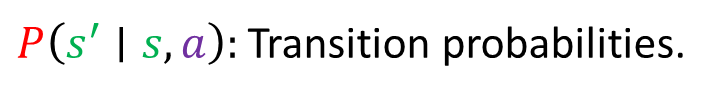 P(s′ | s, a): Transition probabilities.